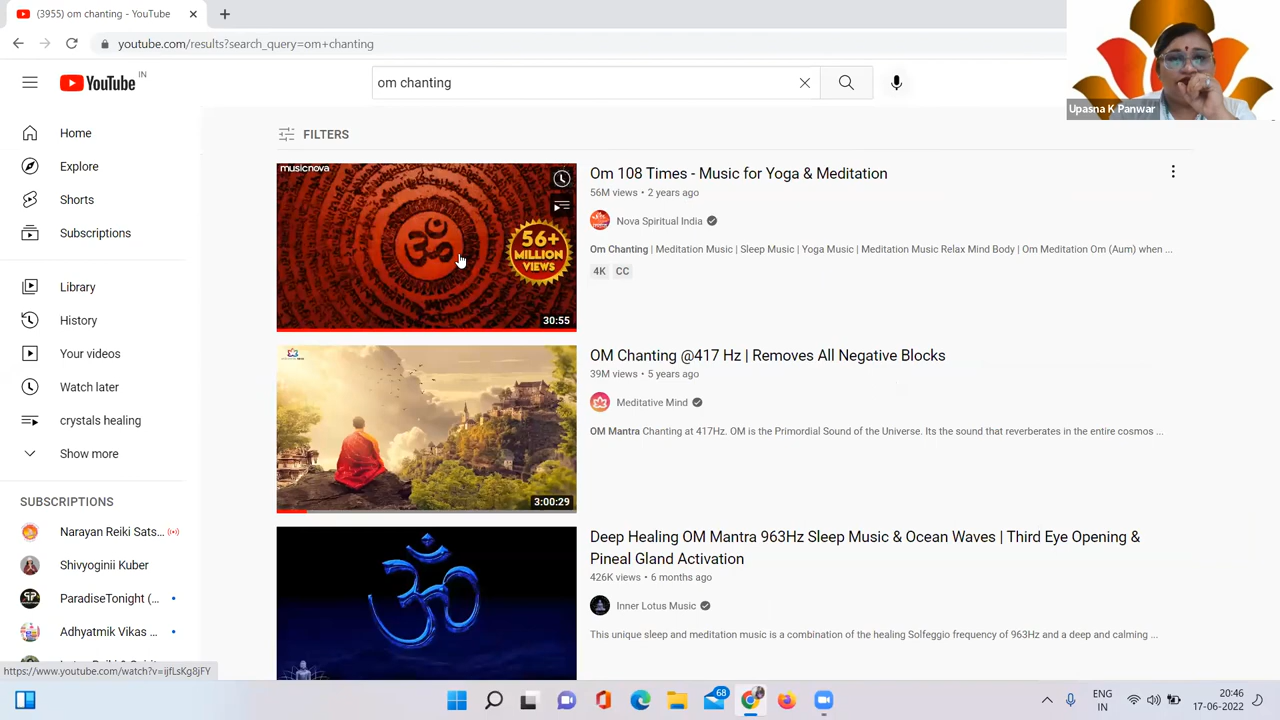 (3955) om chanting - YouTube
youtube.com/results?search_query=om+chanting
YouTube IN
om chanting
Upasna K Panwar
Home
Explore
Shorts
Subscriptions
Library
History
Your videos
Watch later
crystals healing
Show more
SUBSCRIPTIONS
Narayan Reiki Sats...
Shivyoginii Kuber
ParadiseTonight (...
Adhyatmik Vikas ...
FILTERS
musicnova
ॐ
56+
MILLION
VIEWS
30:55
Om 108 Times - Music for Yoga & Meditation
56M views • 2 years ago
Nova Spiritual India
Om Chanting | Meditation Music | Sleep Music | Yoga Music | Meditation Music Relax Mind Body | Om Meditation Om (Aum) when ...
4K CC
3:00:29
OM Chanting @417 Hz | Removes All Negative Blocks
39M views • 5 years ago
Meditative Mind
OM Mantra Chanting at 417Hz. OM is the Primordial Sound of the Universe. Its the sound that reverberates in the entire cosmos ...
ॐ
Deep Healing OM Mantra 963Hz Sleep Music & Ocean Waves | Third Eye Opening &
Pineal Gland Activation
426K views • 6 months ago
Inner Lotus Music
This unique sleep and meditation music is a combination of the healing Solfeggio frequency of 963Hz and a deep and calming ...
https://www.youtube.com/watch?v=ijfLsKg8jFY
68
ENG
IN
20:46
17-06-2022